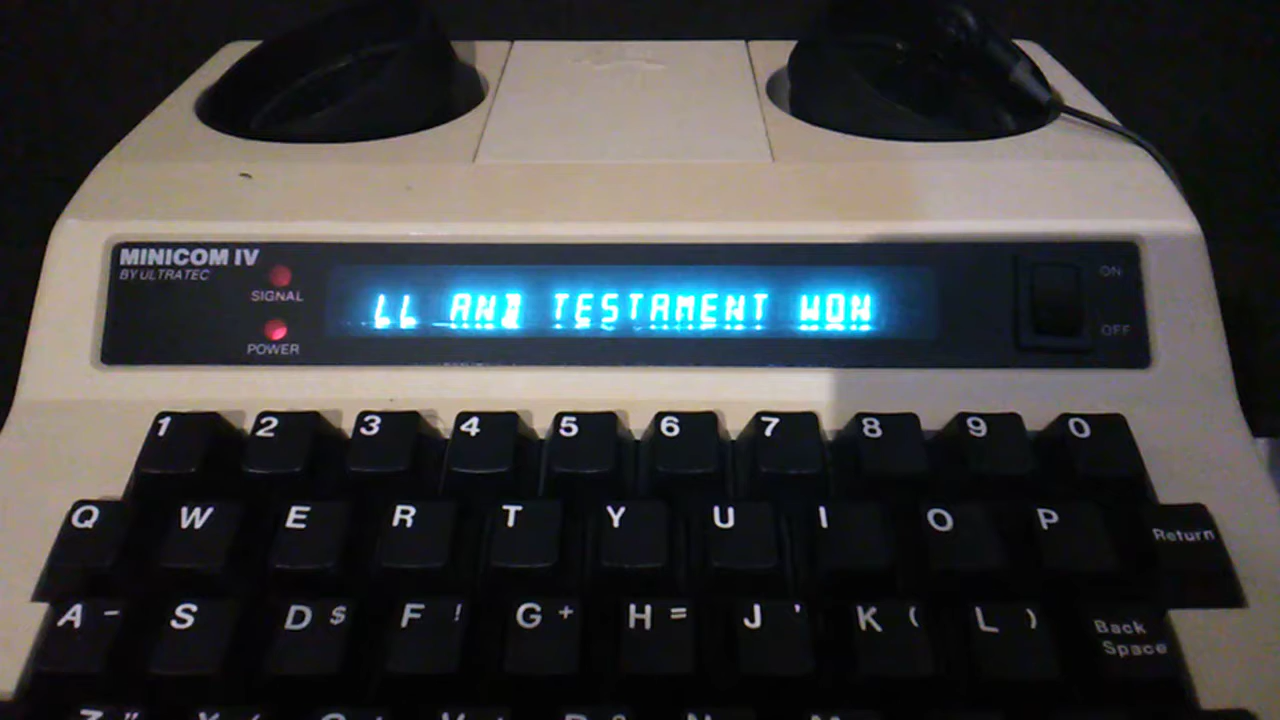 MINICOM IV
BY ULTRATEC
SIGNAL
POWER
LL AND TESTAMENT WON
ON
OFF
1 2 3 4 5 6 7 8 9 0
Q W E R T Y U I O P Return
A - S D $ F ! G + H = J ' K ( L ) Back Space